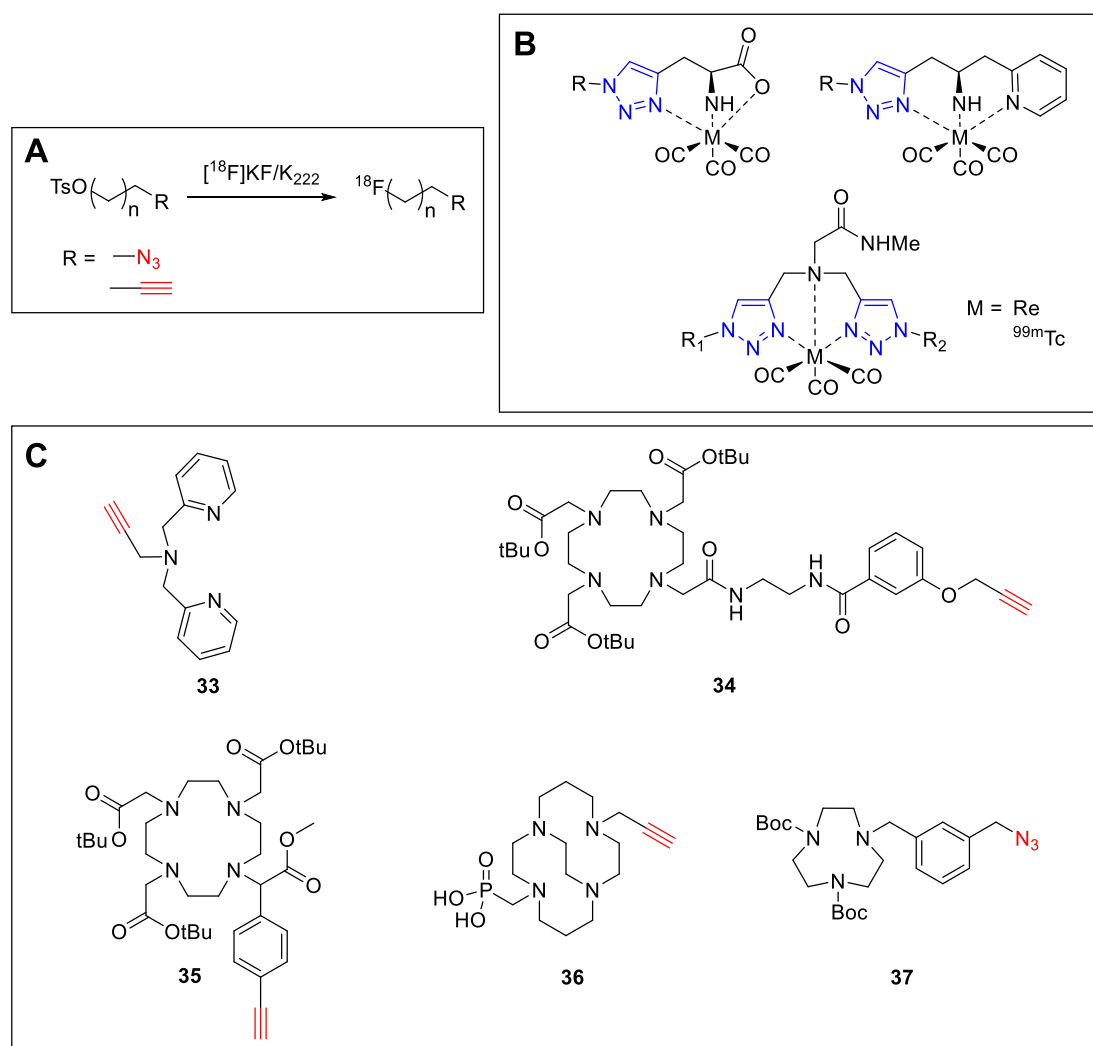 A
TsO ( )n R
[¹⁸F]KF/K₂₂₂
¹⁸F ( )n R
R = N₃
B
O
R N N N NH O
M
OC CO CO
R N N N NH N
M
OC CO CO
O
NHMe
N
R₁ N N N N N N R₂
M
OC CO CO
M = Re
⁹⁹ᵐTc
C
N
N
N
33
O OtBu
O
N N
tBuO
O
N N
N
H
H
N
O
O
O OtBu
34
O OtBu
O
tBu O
N N
O
O
N N
O OtBu
35
N N
O
HO P
HO
N N
36
Boc N N
N₃
N
Boc
37